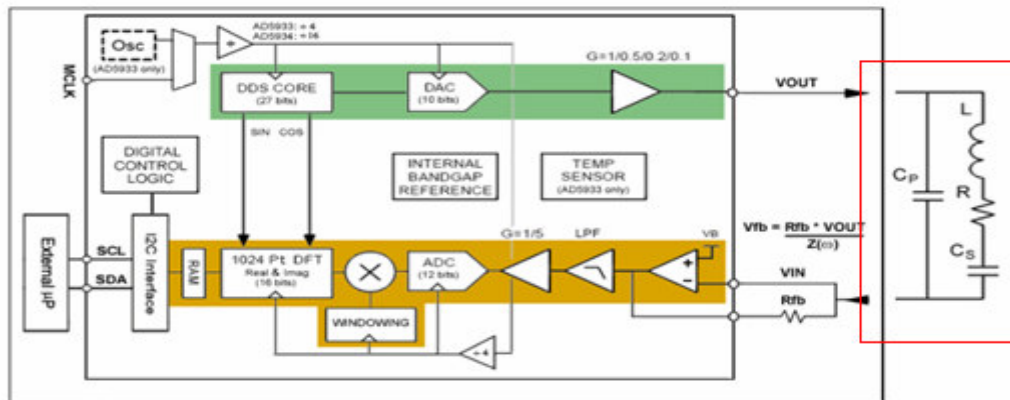 AD5933: ÷4
AD5934: ÷16
Osc
(AD5933 only)
÷
MCLK
G=1/0.5/0.2/0.1
DDS CORE
(27 bits)
DAC
(10 bits)
VOUT
SIN COS
DIGITAL
CONTROL
LOGIC
INTERNAL
BANDGAP
REFERENCE
TEMP
SENSOR
(AD5933 only)
L
CP
R
CS
External µP
SCL
SDA
I2C Interface
RAM
1024 Pt DFT
Real & Imag
(16 bits)
ADC
(12 bits)
G=1/5
LPF
VB
+
−
Vfb = Rfb * VOUT
Z(ω)
VIN
Rfb
WINDOWING
÷4